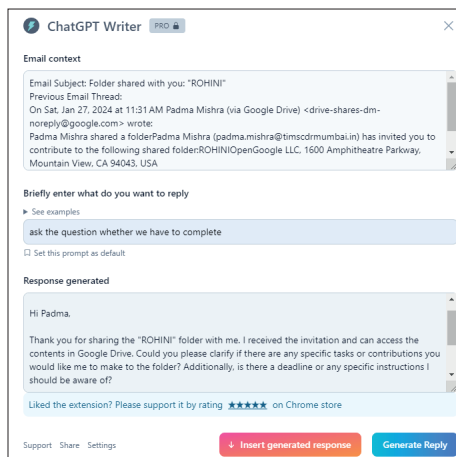 ChatGPT Writer PRO
Email context
Email Subject: Folder shared with you: "ROHINI"
Previous Email Thread:
On Sat, Jan 27, 2024 at 11:31 AM Padma Mishra (via Google Drive) <drive-shares-dm-
noreply@google.com> wrote:
Padma Mishra shared a folderPadma Mishra (padma.mishra@timscdrmumbai.in) has invited you to
contribute to the following shared folder:ROHINIOpenGoogle LLC, 1600 Amphitheatre Parkway,
Mountain View, CA 94043, USA
Briefly enter what do you want to reply
See examples
ask the question whether we have to complete
Set this prompt as default
Response generated
Hi Padma,
Thank you for sharing the "ROHINI" folder with me. I received the invitation and can access the
contents in Google Drive. Could you please clarify if there are any specific tasks or contributions you
would like me to make to the folder? Additionally, is there a deadline or any specific instructions I
should be aware of?
Liked the extension? Please support it by rating ★★★★★ on Chrome store
Support Share Settings ↓ Insert generated response Generate Reply